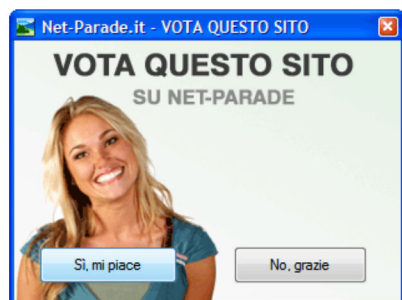 Net-Parade.it - VOTA QUESTO SITO
VOTA QUESTO SITO
SU NET-PARADE
Sì, mi piace
No, grazie